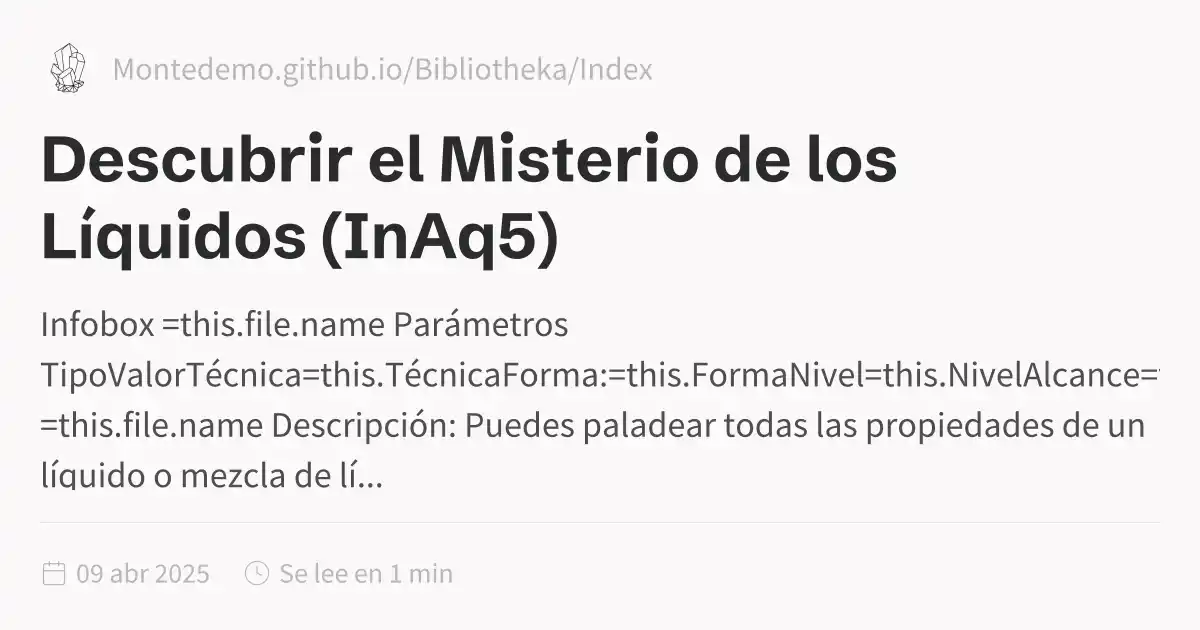 Montedemo.github.io/Bibliotheka/Index
Descubrir el Misterio de los
Líquidos (InAq5)
Infobox =this.file.name Parámetros
TipoValorTécnica=this.TécnicaForma:=this.FormaNivel=this.NivelAlcance=
=this.file.name Descripción: Puedes paladear todas las propiedades de un
líquido o mezcla de lí...
09 abr 2025 Se lee en 1 min